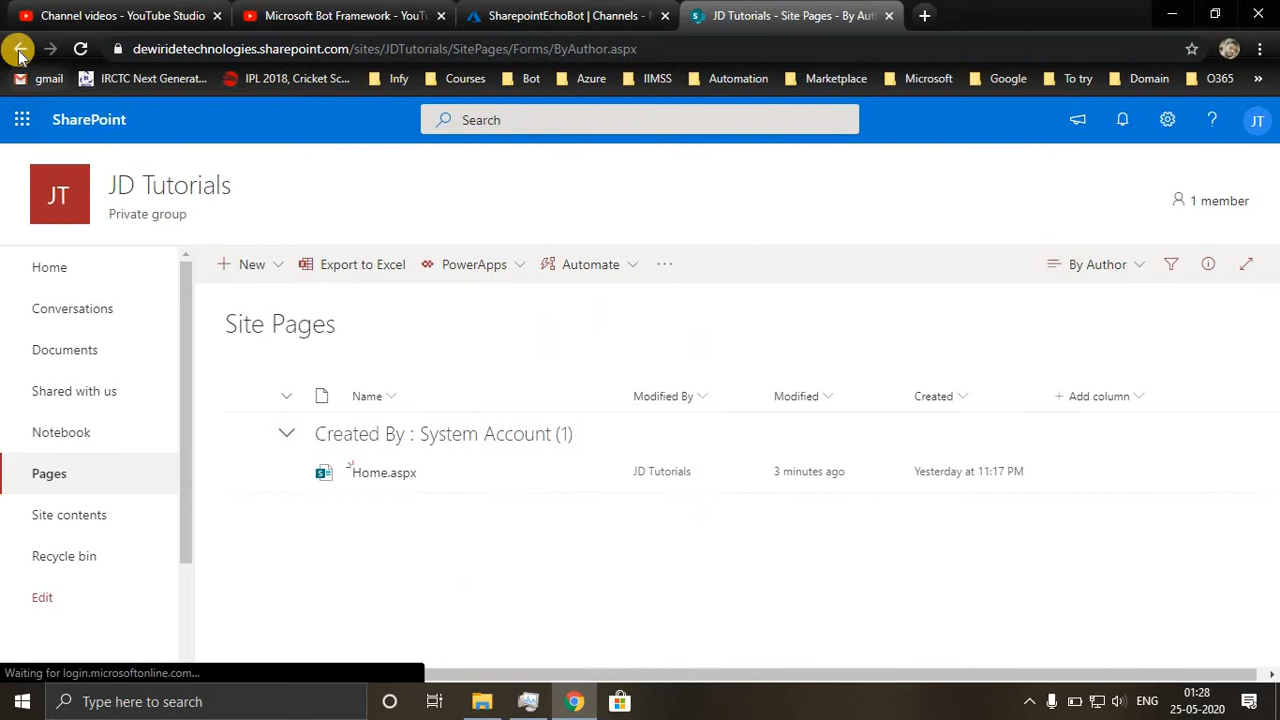 Channel videos - YouTube Studio
Microsoft Bot Framework - YouT
SharepointEchoBot | Channels - M
JD Tutorials - Site Pages - By Aut
dewiridetechnologies.sharepoint.com/sites/JDTutorials/SitePages/Forms/ByAuthor.aspx
gmail
IRCTC Next Generat...
IPL 2018, Cricket Sc...
Infy
Courses
Bot
Azure
IIMSS
Automation
Marketplace
Microsoft
Google
To try
Domain
O365
»
SharePoint
Search
?
JT
JT
JD Tutorials
Private group
1 member
Home
Conversations
Documents
Shared with us
Notebook
Pages
Site contents
Recycle bin
Edit
+ New
Export to Excel
PowerApps
Automate
...
By Author
Site Pages
Name
Modified By
Modified
Created
+ Add column
Created By : System Account (1)
Home.aspx
JD Tutorials
3 minutes ago
Yesterday at 11:17 PM
Waiting for login.microsoftonline.com...
Type here to search
ENG
01:28
25-05-2020